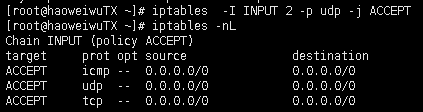 [root@haoweiwuTX ~]# iptables  -I INPUT 2 -p udp -j ACCEPT
[root@haoweiwuTX ~]# iptables -nL
Chain INPUT (policy ACCEPT)
target     prot opt source               destination
ACCEPT     icmp --  0.0.0.0/0            0.0.0.0/0
ACCEPT     udp  --  0.0.0.0/0            0.0.0.0/0
ACCEPT     tcp  --  0.0.0.0/0            0.0.0.0/0